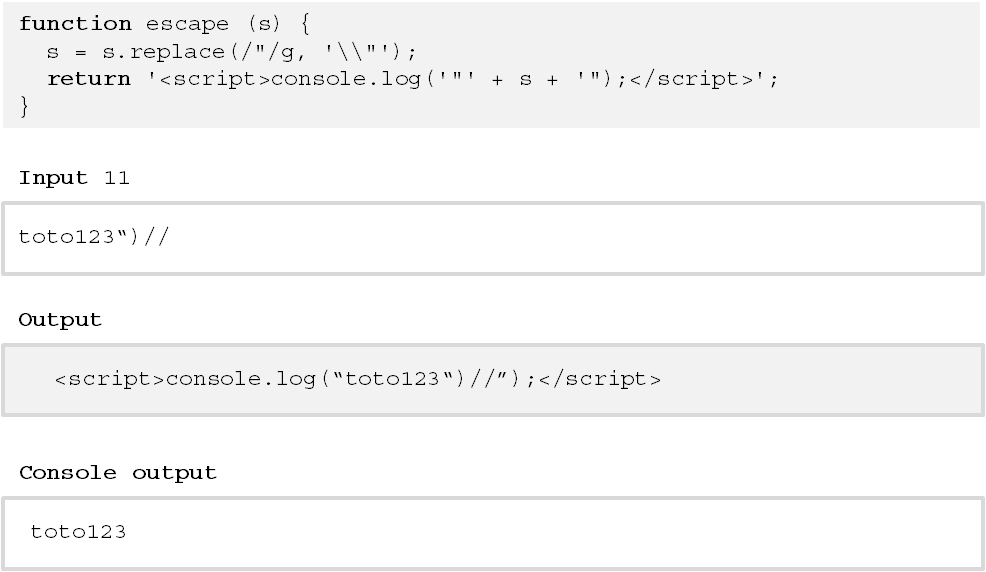 function escape (s) {
  s = s.replace(/"/g, '\\"');
  return '<script>console.log('"' + s + '");</script>';
}
Input 11
toto123“)//
Output
<script>console.log(“toto123“)//”);</script>
Console output
toto123